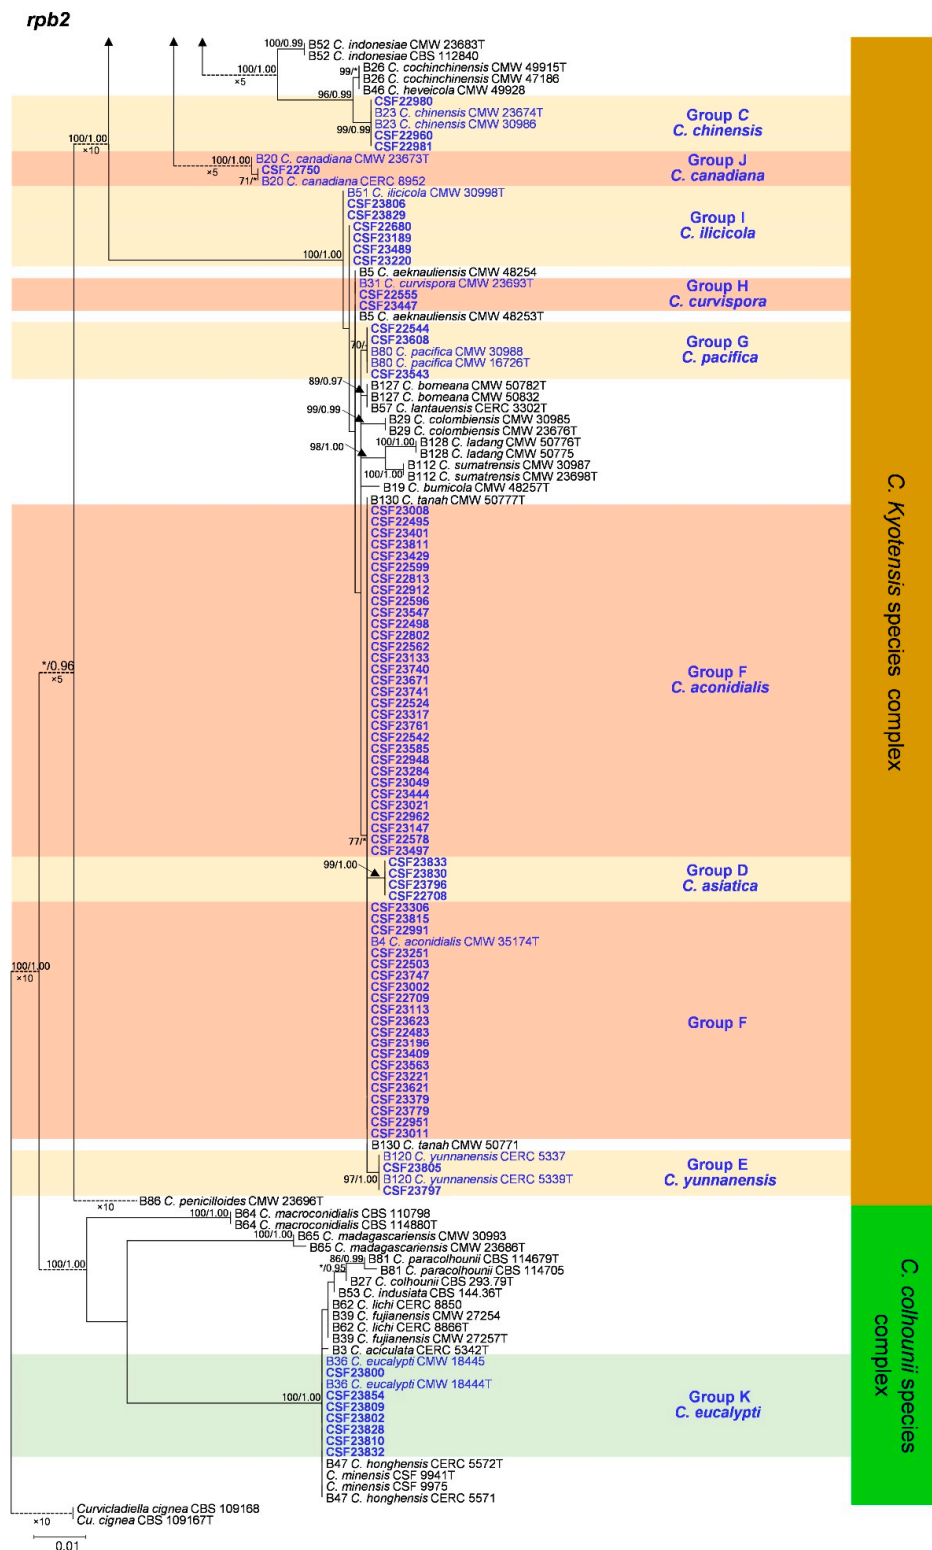 rpb2
100/0.99
B52 C. indonesiae CMW 23683T
B52 C. indonesiae CBS 112840
100/1.00
×5
99/*
B26 C. cochinchinensis CMW 49915T
B26 C. cochinchinensis CMW 47186
B46 C. heveicola CMW 49928
96/0.99
CSF22980
B23 C. chinensis CMW 23674T
B23 C. chinensis CMW 30986
99/0.99
CSF22960
CSF22981
Group C
C. chinensis
100/1.00
×10
100/1.00
×5
B20 C. canadiana CMW 23673T
CSF22750
71/*
B20 C. canadiana CERC 8952
Group J
C. canadiana
B51 C. ilicicola CMW 30998T
CSF23806
CSF23829
CSF22680
CSF23189
CSF23489
100/1.00
CSF23220
Group I
C. ilicicola
B5 C. aeknauliensis CMW 48254
B31 C. curvispora CMW 23693T
CSF22555
CSF23447
Group H
C. curvispora
B5 C. aeknauliensis CMW 48253T
CSF22544
CSF23608
70/-
B80 C. pacifica CMW 30988
B80 C. pacifica CMW 16726T
CSF23543
Group G
C. pacifica
89/0.97
B127 C. borneana CMW 50782T
B127 C. borneana CMW 50832
B57 C. lantauensis CERC 3302T
99/0.99
B29 C. colombiensis CMW 30985
B29 C. colombiensis CMW 23676T
98/1.00
100/1.00
B128 C. ladang CMW 50776T
B128 C. ladang CMW 50775
B112 C. sumatrensis CMW 30987
100/1.00
B112 C. sumatrensis CMW 23698T
B19 C. bumicola CMW 48257T
B130 C. tanah CMW 50777T
CSF23008
CSF22495
CSF23401
CSF23811
CSF23429
CSF22599
CSF22813
CSF22912
CSF22596
CSF23547
CSF22498
CSF22802
CSF22562
CSF23133
CSF23740
CSF23671
CSF23741
CSF22524
CSF23317
CSF23761
CSF22542
CSF23585
CSF22948
CSF23284
CSF23049
CSF23444
CSF23021
CSF22962
CSF23147
77/*
CSF22578
CSF23497
Group F
C. aconidialis
*/0.96
×5
99/1.00
CSF23833
CSF23830
CSF23796
CSF22708
Group D
C. asiatica
CSF23306
CSF23815
CSF22991
B4 C. aconidialis CMW 35174T
CSF23251
CSF22503
CSF23747
CSF23002
CSF22709
CSF23113
CSF23623
CSF22483
CSF23196
CSF23409
CSF23563
CSF23221
CSF23621
CSF23379
CSF23779
CSF22951
CSF23011
Group F
100/1.00
×10
B130 C. tanah CMW 50771
B120 C. yunnanensis CERC 5337
CSF23805
97/1.00
B120 C. yunnanensis CERC 5339T
CSF23797
Group E
C. yunnanensis
×10
B86 C. penicilloides CMW 23696T
C. Kyotensis species complex
100/1.00
B64 C. macroconidialis CBS 110798
B64 C. macroconidialis CBS 114880T
100/1.00
B65 C. madagascariensis CMW 30993
B65 C. madagascariensis CMW 23686T
100/1.00
86/0.99
B81 C. paracolhounii CBS 114679T
*/0.95
B81 C. paracolhounii CBS 114705
B27 C. colhounii CBS 293.79T
B53 C. indusiata CBS 144.36T
B62 C. lichi CERC 8850
B39 C. fujianensis CMW 27254
B62 C. lichi CERC 8866T
B39 C. fujianensis CMW 27257T
B3 C. aciculata CERC 5342T
B36 C. eucalypti CMW 18445
CSF23800
B36 C. eucalypti CMW 18444T
100/1.00
CSF23854
CSF23809
CSF23802
CSF23828
CSF23810
CSF23832
Group K
C. eucalypti
B47 C. honghensis CERC 5572T
C. minensis CSF 9941T
C. minensis CSF 9975
B47 C. honghensis CERC 5571
C. colhounii species
complex
×10
Curvicladiella cignea CBS 109168
Cu. cignea CBS 109167T
0.01